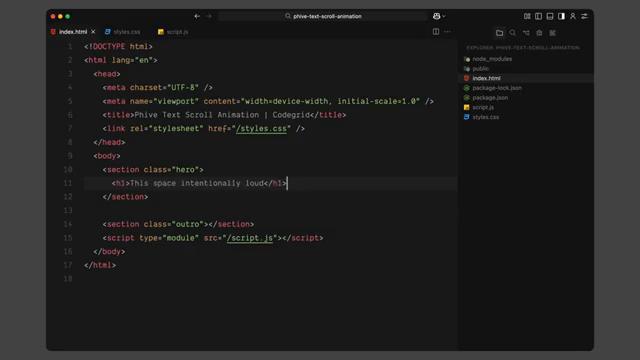 phive-text-scroll-animation
index.html
styles.css
script.js
EXPLORER: PHIVE-TEXT-SCROLL-ANIMATION
node_modules
public
index.html
package-lock.json
package.json
script.js
styles.css
1 <!DOCTYPE html>
2 <html lang="en">
3 <head>
4 <meta charset="UTF-8" />
5 <meta name="viewport" content="width=device-width, initial-scale=1.0" />
6 <title>Phive Text Scroll Animation | Codegrid</title>
7 <link rel="stylesheet" href="/styles.css" />
8 </head>
9 <body>
10 <section class="hero">
11 <h1>This space intentionally loud</h1>
12 </section>
13
14 <section class="outro"></section>
15 <script type="module" src="/script.js"></script>
16 </body>
17 </html>
18